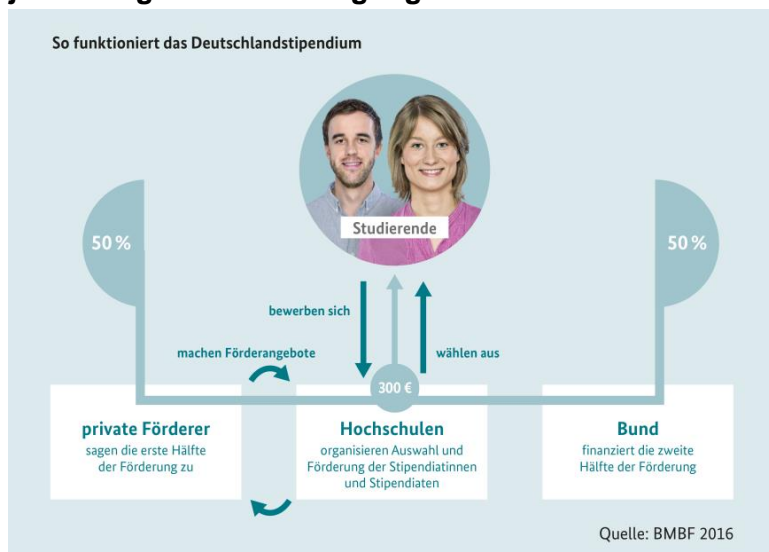 So funktioniert das Deutschlandstipendium
Studierende
50 %
50 %
bewerben sich
machen Förderangebote
wählen aus
300 €
private Förderer
sagen die erste Hälfte
der Förderung zu
Hochschulen
organisieren Auswahl und
Förderung der Stipendiatinnen
und Stipendiaten
Bund
finanziert die zweite
Hälfte der Förderung
Quelle: BMBF 2016